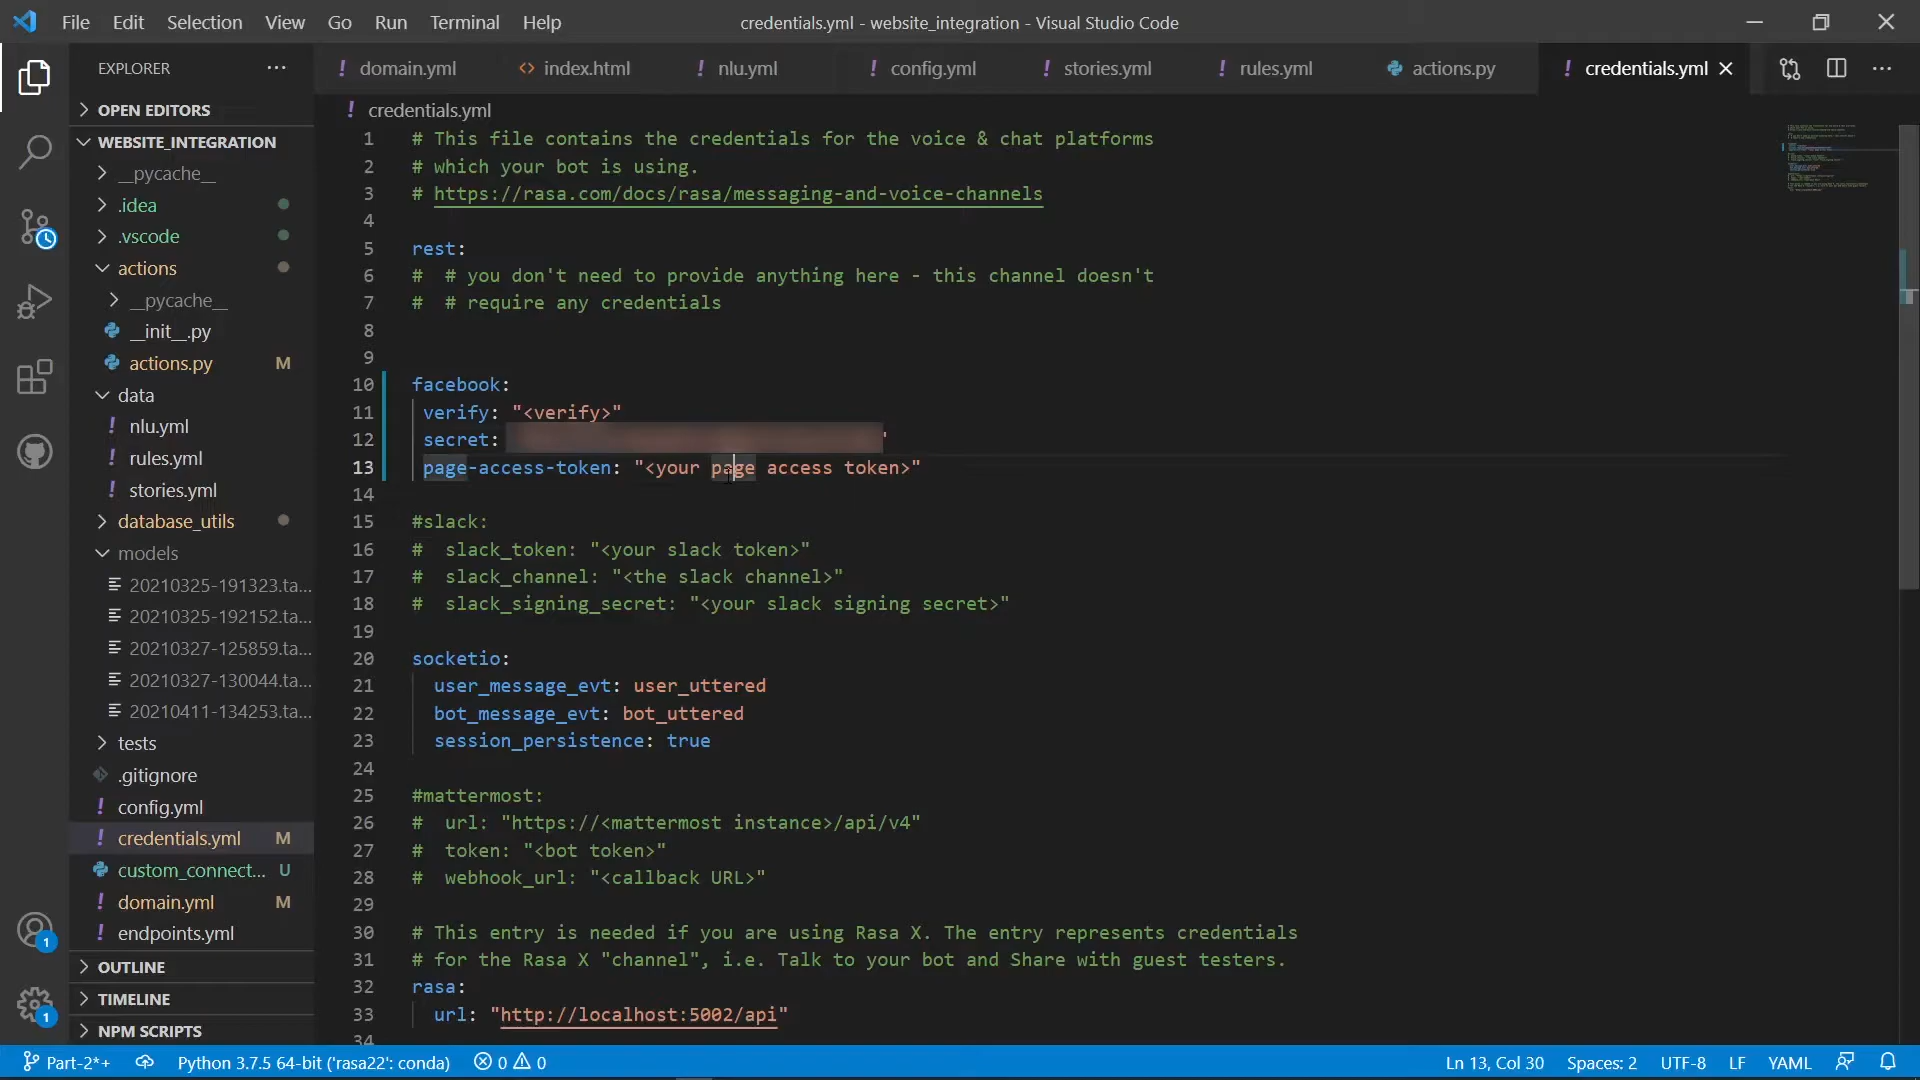 File Edit Selection View Go Run Terminal Help
credentials.yml - website_integration - Visual Studio Code
EXPLORER
OPEN EDITORS
WEBSITE_INTEGRATION
__pycache__
.idea
.vscode
actions
__pycache__
__init__.py
actions.py M
data
nlu.yml
rules.yml
stories.yml
database_utils
models
20210325-191323.ta...
20210325-192152.ta...
20210327-125859.ta...
20210327-130044.ta...
20210411-134253.ta...
tests
.gitignore
config.yml
credentials.yml M
custom_connect... U
domain.yml M
endpoints.yml
OUTLINE
TIMELINE
NPM SCRIPTS
1
1
domain.yml index.html nlu.yml config.yml stories.yml rules.yml actions.py credentials.yml
credentials.yml
1 # This file contains the credentials for the voice & chat platforms
2 # which your bot is using.
3 # https://rasa.com/docs/rasa/messaging-and-voice-channels
4
5 rest:
6 # # you don't need to provide anything here - this channel doesn't
7 # # require any credentials
8
9
10 facebook:
11 verify: "<verify>"
12 secret:
13 page-access-token: "<your page access token>"
14
15 #slack:
16 # slack_token: "<your slack token>"
17 # slack_channel: "<the slack channel>"
18 # slack_signing_secret: "<your slack signing secret>"
19
20 socketio:
21 user_message_evt: user_uttered
22 bot_message_evt: bot_uttered
23 session_persistence: true
24
25 #mattermost:
26 # url: "https://<mattermost instance>/api/v4"
27 # token: "<bot token>"
28 # webhook_url: "<callback URL>"
29
30 # This entry is needed if you are using Rasa X. The entry represents credentials
31 # for the Rasa X "channel", i.e. Talk to your bot and Share with guest testers.
32 rasa:
33 url: "http://localhost:5002/api"
34
Part-2*+ Python 3.7.5 64-bit ('rasa22': conda) 0 0 Ln 13, Col 30 Spaces: 2 UTF-8 LF YAML